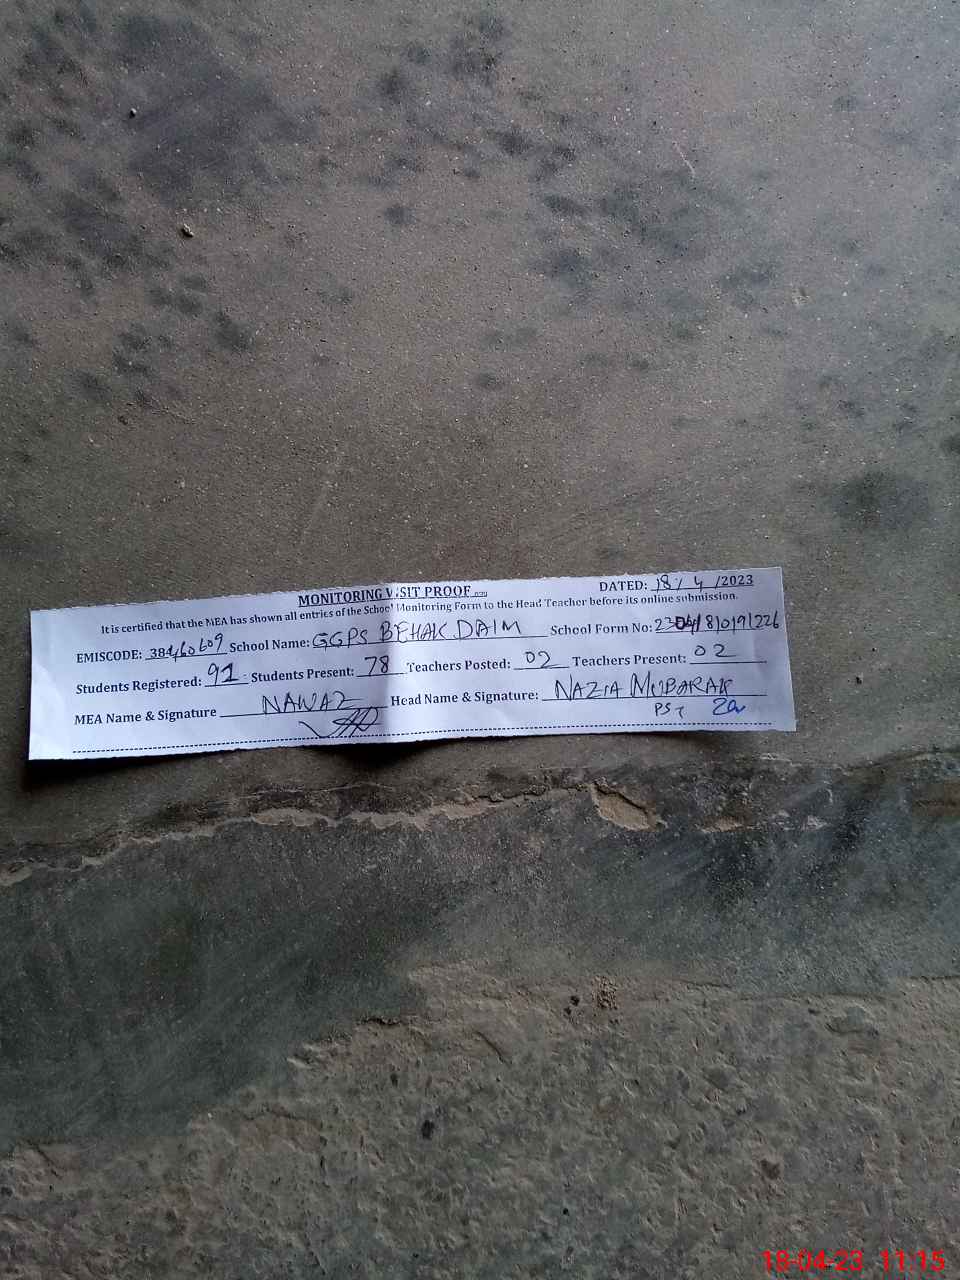 MONITORING VISIT PROOF
DATED: 18/4/2023
It is certified that the MEA has shown all entries of the School Monitoring Form to the Head Teacher before its online submission.
EMISCODE: 38460609 School Name: GGPS BEHAK DAIM School Form No: 230418091226
Students Registered: 91 Students Present: 78 Teachers Posted: 02 Teachers Present: 02
MEA Name & Signature NAWAZ Head Name & Signature: NAZIA MUBARAK
PST
18-04-23 11:15